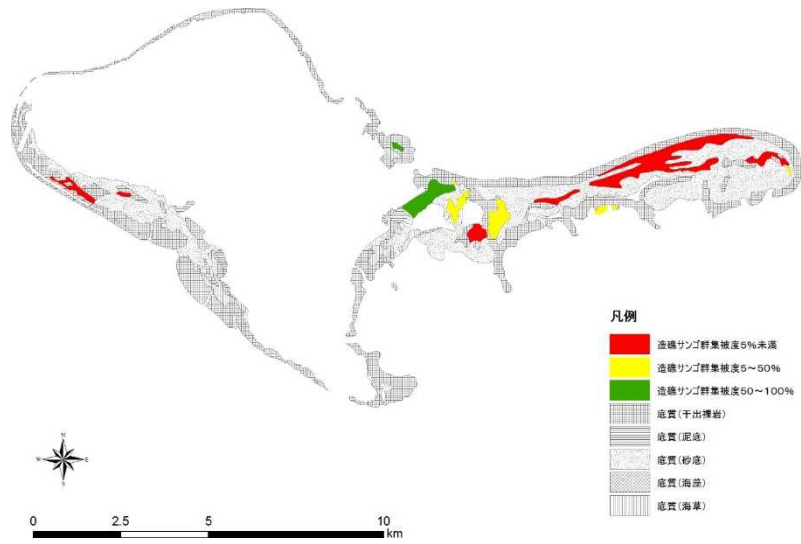 凡例
造礁サンゴ群集被度5%未満
造礁サンゴ群集被度5~50%
造礁サンゴ群集被度50~100%
底質(干出裸岩)
底質(泥底)
底質(砂底)
底質(海藻)
底質(海草)
N
W E
S
0 2.5 5 10
km